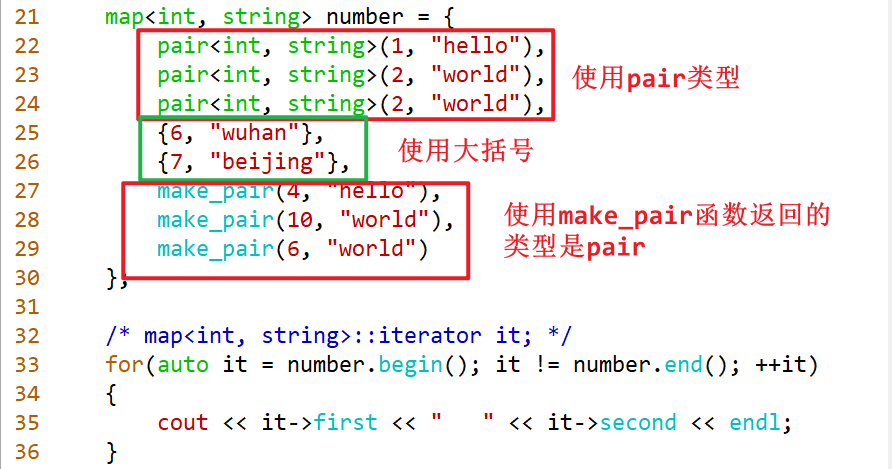 21 map<int, string> number = {
22 pair<int, string>(1, "hello"),
23 pair<int, string>(2, "world"),
24 pair<int, string>(2, "world"),
使用pair类型
25 {6, "wuhan"},
26 {7, "beijing"},
使用大括号
27 make_pair(4, "hello"),
28 make_pair(10, "world"),
29 make_pair(6, "world")
使用make_pair函数返回的
类型是pair
30 };
31
32 /* map<int, string>::iterator it; */
33 for(auto it = number.begin(); it != number.end(); ++it)
34 {
35 cout << it->first << "   " << it->second << endl;
36 }